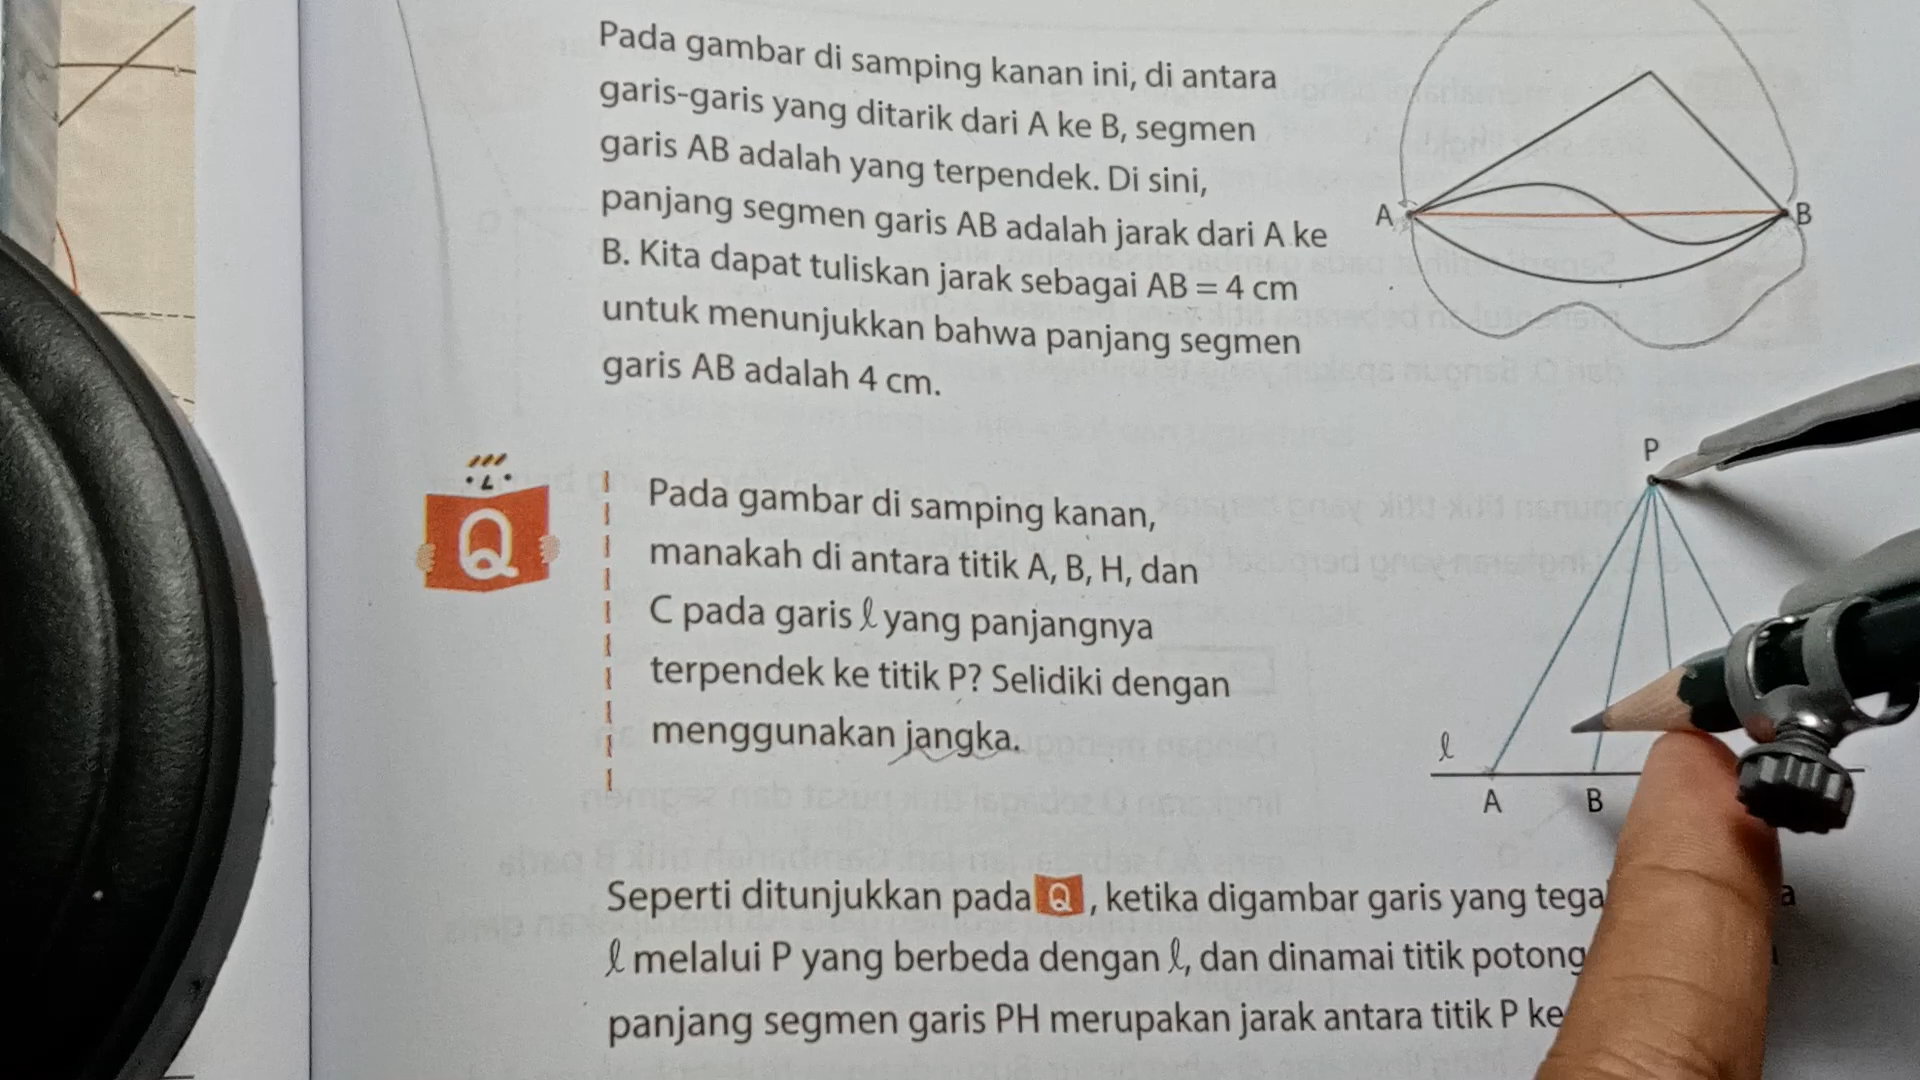 Pada gambar di samping kanan ini, di antara
garis-garis yang ditarik dari A ke B, segmen
garis AB adalah yang terpendek. Di sini,
panjang segmen garis AB adalah jarak dari A ke
B. Kita dapat tuliskan jarak sebagai AB = 4 cm
untuk menunjukkan bahwa panjang segmen
garis AB adalah 4 cm.
A
B
Q
Pada gambar di samping kanan,
manakah di antara titik A, B, H, dan
C pada garis ℓ yang panjangnya
terpendek ke titik P? Selidiki dengan
menggunakan jangka.
P
ℓ
A B
Seperti ditunjukkan pada Q, ketika digambar garis yang
ℓ melalui P yang berbeda dengan ℓ, dan dinamai titik potong
panjang segmen garis PH merupakan jarak antara titik P ke